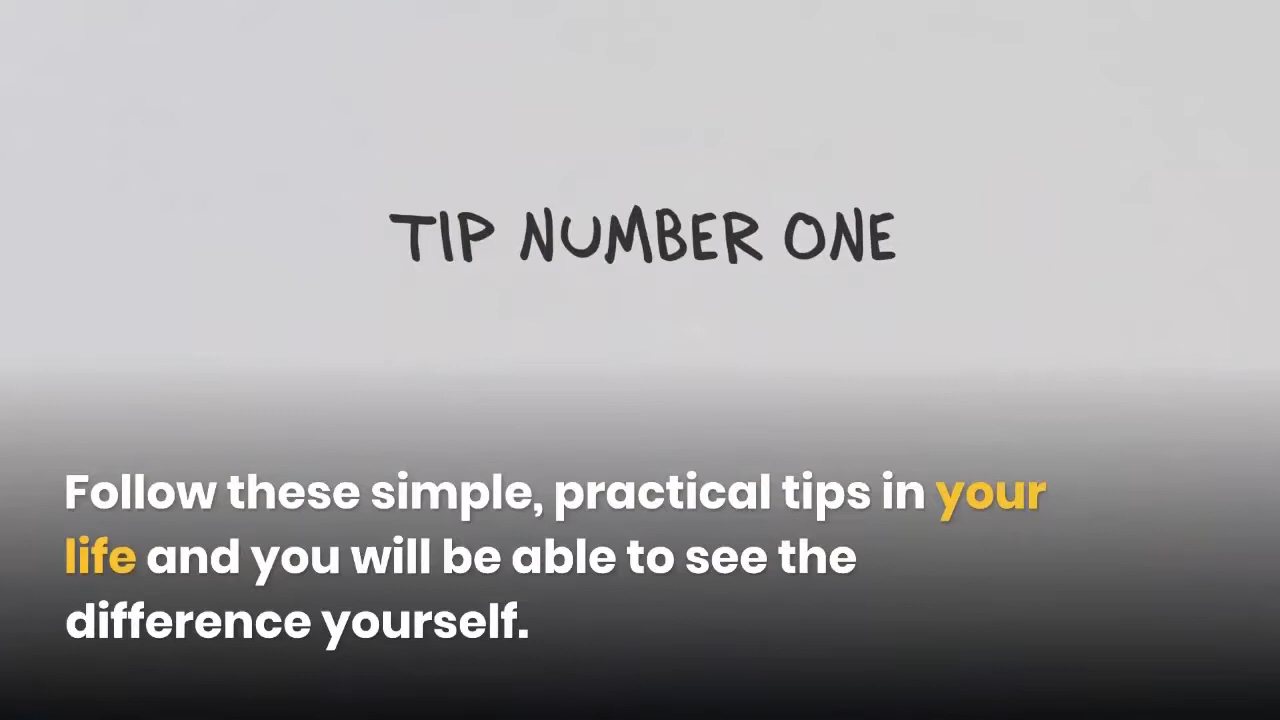 TIP NUMBER ONE
Follow these simple, practical tips in your
life and you will be able to see the
difference yourself.